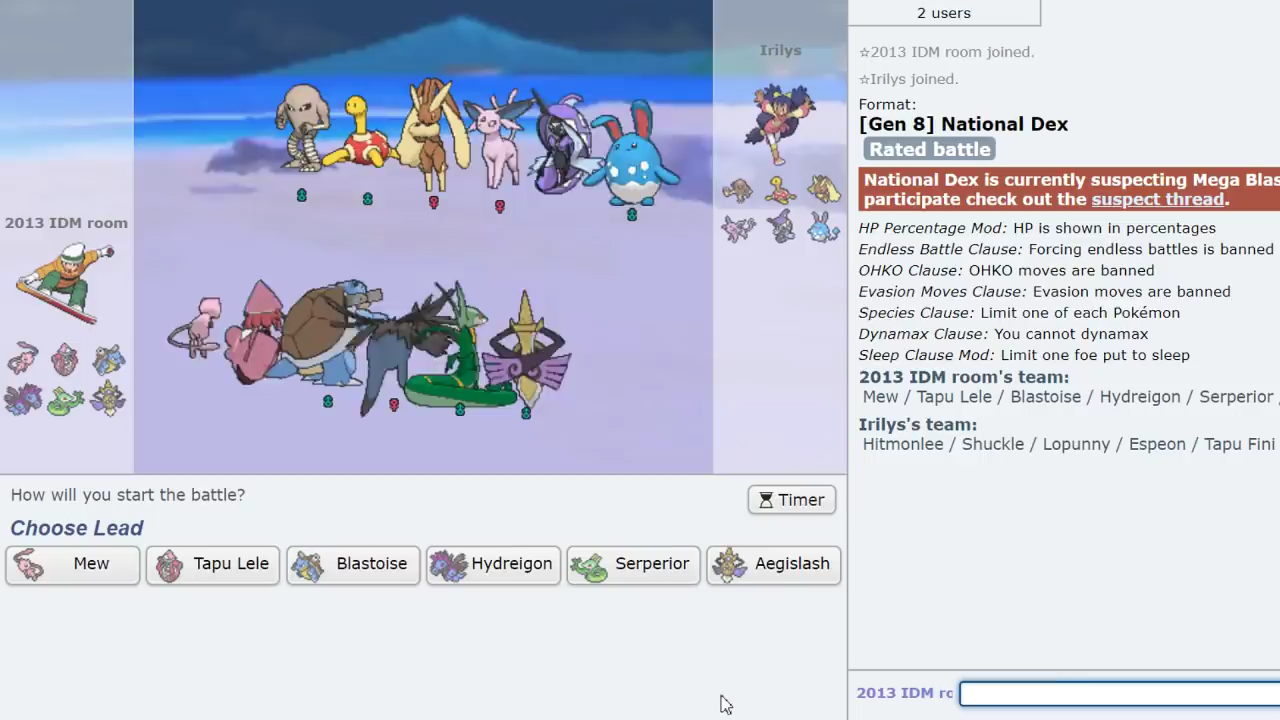 2 users
Irilys
☆2013 IDM room joined.
☆Irilys joined.
Format:
[Gen 8] National Dex
Rated battle
National Dex is currently suspecting Mega Blas
participate check out the suspect thread.
HP Percentage Mod: HP is shown in percentages
Endless Battle Clause: Forcing endless battles is banned
OHKO Clause: OHKO moves are banned
Evasion Moves Clause: Evasion moves are banned
Species Clause: Limit one of each Pokémon
Dynamax Clause: You cannot dynamax
Sleep Clause Mod: Limit one foe put to sleep
2013 IDM room's team:
Mew / Tapu Lele / Blastoise / Hydreigon / Serperior /
Irilys's team:
Hitmonlee / Shuckle / Lopunny / Espeon / Tapu Fini
2013 IDM room
How will you start the battle?
Timer
Choose Lead
Mew
Tapu Lele
Blastoise
Hydreigon
Serperior
Aegislash
2013 IDM ro